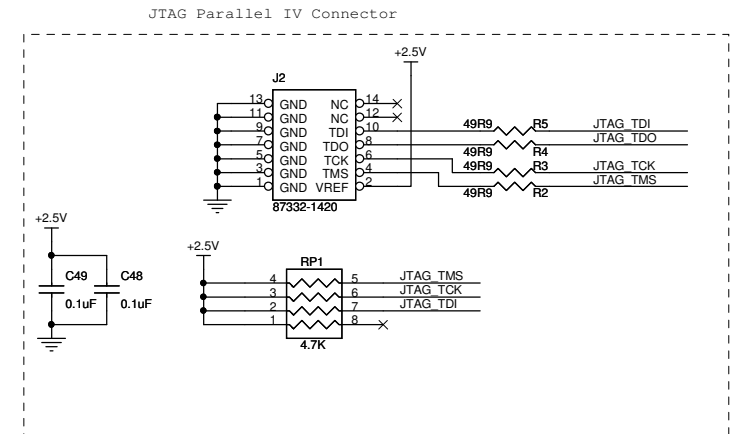 JTAG Parallel IV Connector
+2.5V
J2
13 GND NC 14
11 GND NC 12
9 GND TDI 10 49R9 R5 JTAG_TDI
7 GND TDO 8 49R9 R4 JTAG_TDO
5 GND TCK 6 49R9 R3 JTAG_TCK
3 GND TMS 4 49R9 R2 JTAG_TMS
1 GND VREF 2
87332-1420
+2.5V
C49 C48
0.1uF 0.1uF
+2.5V
RP1
4 5 JTAG_TMS
3 6 JTAG_TCK
2 7 JTAG_TDI
1 8
4.7K